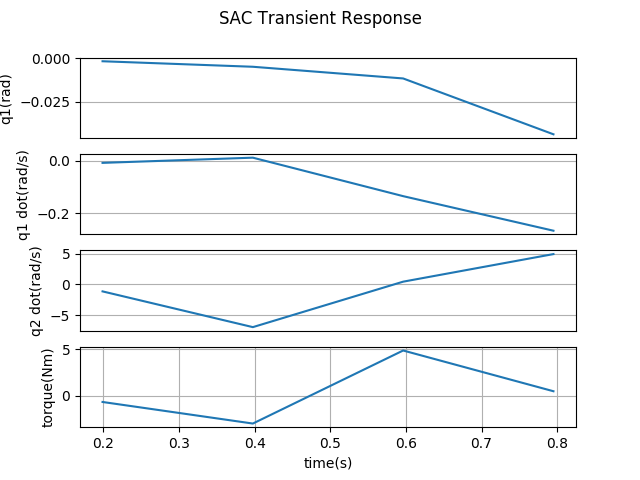 SAC Transient Response
0.000
−0.025
q1(rad)
0.0
−0.2
q1 dot(rad/s)
5
0
−5
q2 dot(rad/s)
5
0
torque(Nm)
0.2 0.3 0.4 0.5 0.6 0.7 0.8
time(s)